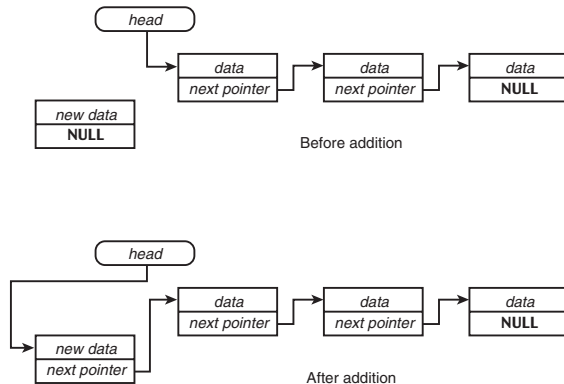 head
data
data
data
next pointer
next pointer
NULL
new data
NULL
Before addition
head
data
data
data
next pointer
next pointer
NULL
new data
next pointer
After addition